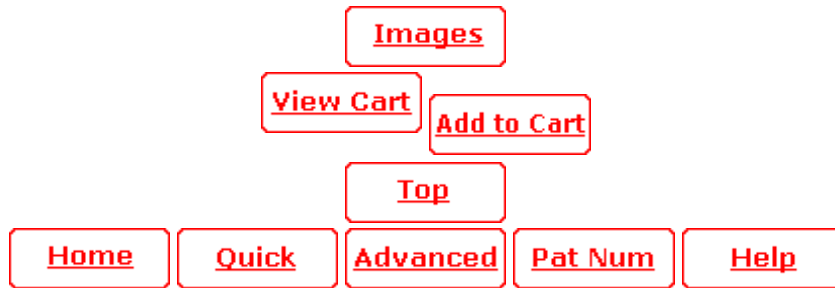 Images
View Cart
Add to Cart
Top
Home Quick Advanced Pat Num Help